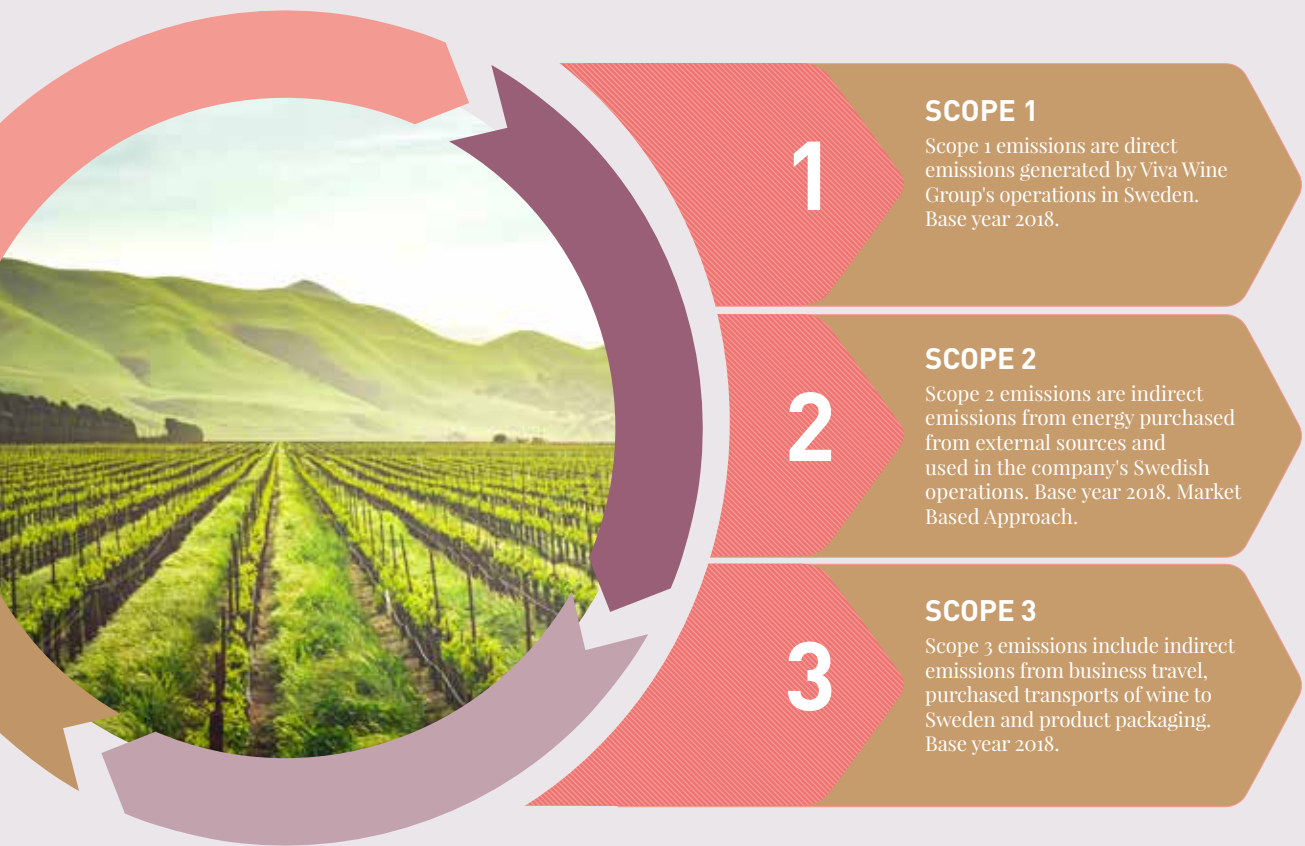 1
SCOPE 1
Scope 1 emissions are direct
emissions generated by Viva Wine
Group's operations in Sweden.
Base year 2018.
2
SCOPE 2
Scope 2 emissions are indirect
emissions from energy purchased
from external sources and
used in the company's Swedish
operations. Base year 2018. Market
Based Approach.
3
SCOPE 3
Scope 3 emissions include indirect
emissions from business travel,
purchased transports of wine to
Sweden and product packaging.
Base year 2018.